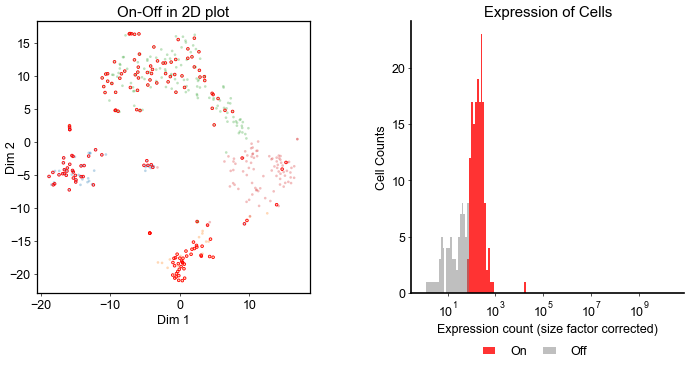 On-Off in 2D plot
Expression of Cells
15
10
5
0
−5
−10
−15
−20
Dim 2
−20 −10 0 10
Dim 1
20
15
10
5
0
Cell Counts
10^1 10^3 10^5 10^7 10^9
Expression count (size factor corrected)
On Off